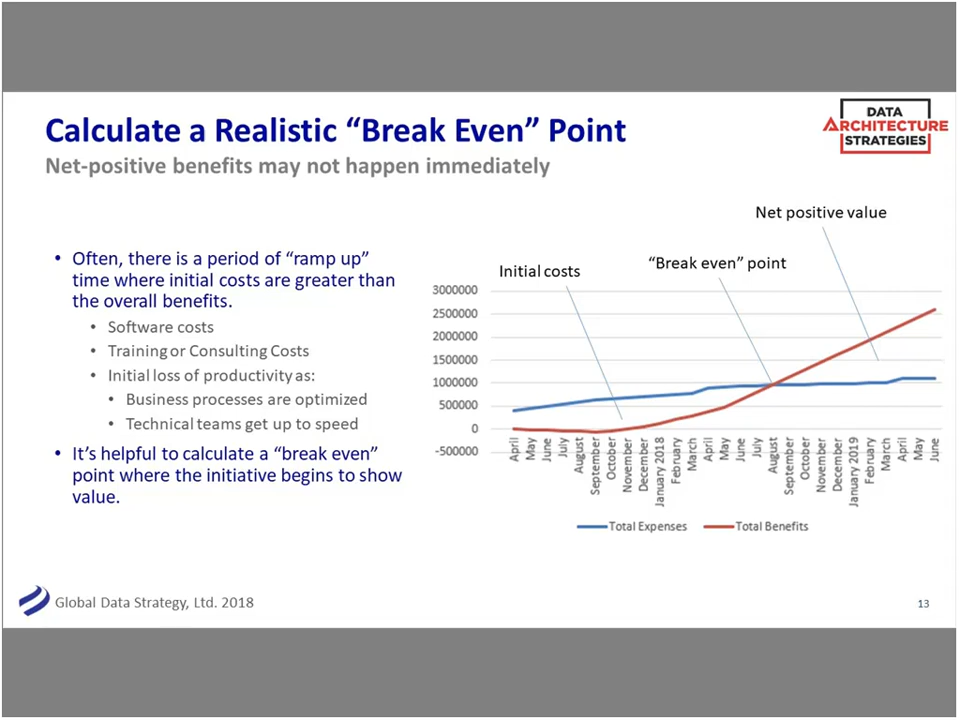 Calculate a Realistic “Break Even” Point
Net-positive benefits may not happen immediately
DATA
ARCHITECTURE
STRATEGIES
• Often, there is a period of “ramp up”
time where initial costs are greater than
the overall benefits.
• Software costs
• Training or Consulting Costs
• Initial loss of productivity as:
• Business processes are optimized
• Technical teams get up to speed
• It’s helpful to calculate a “break even”
point where the initiative begins to show
value.
Net positive value
“Break even” point
Initial costs
3000000
2500000
2000000
1500000
1000000
500000
0
-500000
April
May
June
July
August
September
October
November
December
January 2018
February
March
April
May
June
July
August
September
October
November
December
January 2019
February
March
April
May
June
Total Expenses
Total Benefits
Global Data Strategy, Ltd. 2018
13